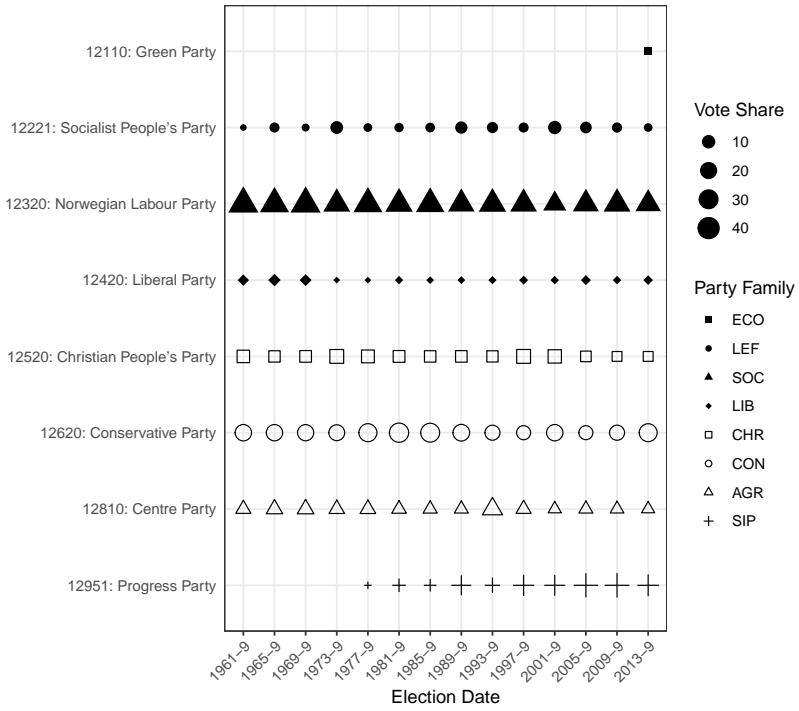 12110: Green Party
12221: Socialist People's Party
12320: Norwegian Labour Party
12420: Liberal Party
12520: Christian People's Party
12620: Conservative Party
12810: Centre Party
12951: Progress Party
1961–9
1965–9
1969–9
1973–9
1977–9
1981–9
1985–9
1989–9
1993–9
1997–9
2001–9
2005–9
2009–9
2013–9
Election Date
Vote Share
10
20
30
40
Party Family
ECO
LEF
SOC
LIB
CHR
CON
AGR
SIP